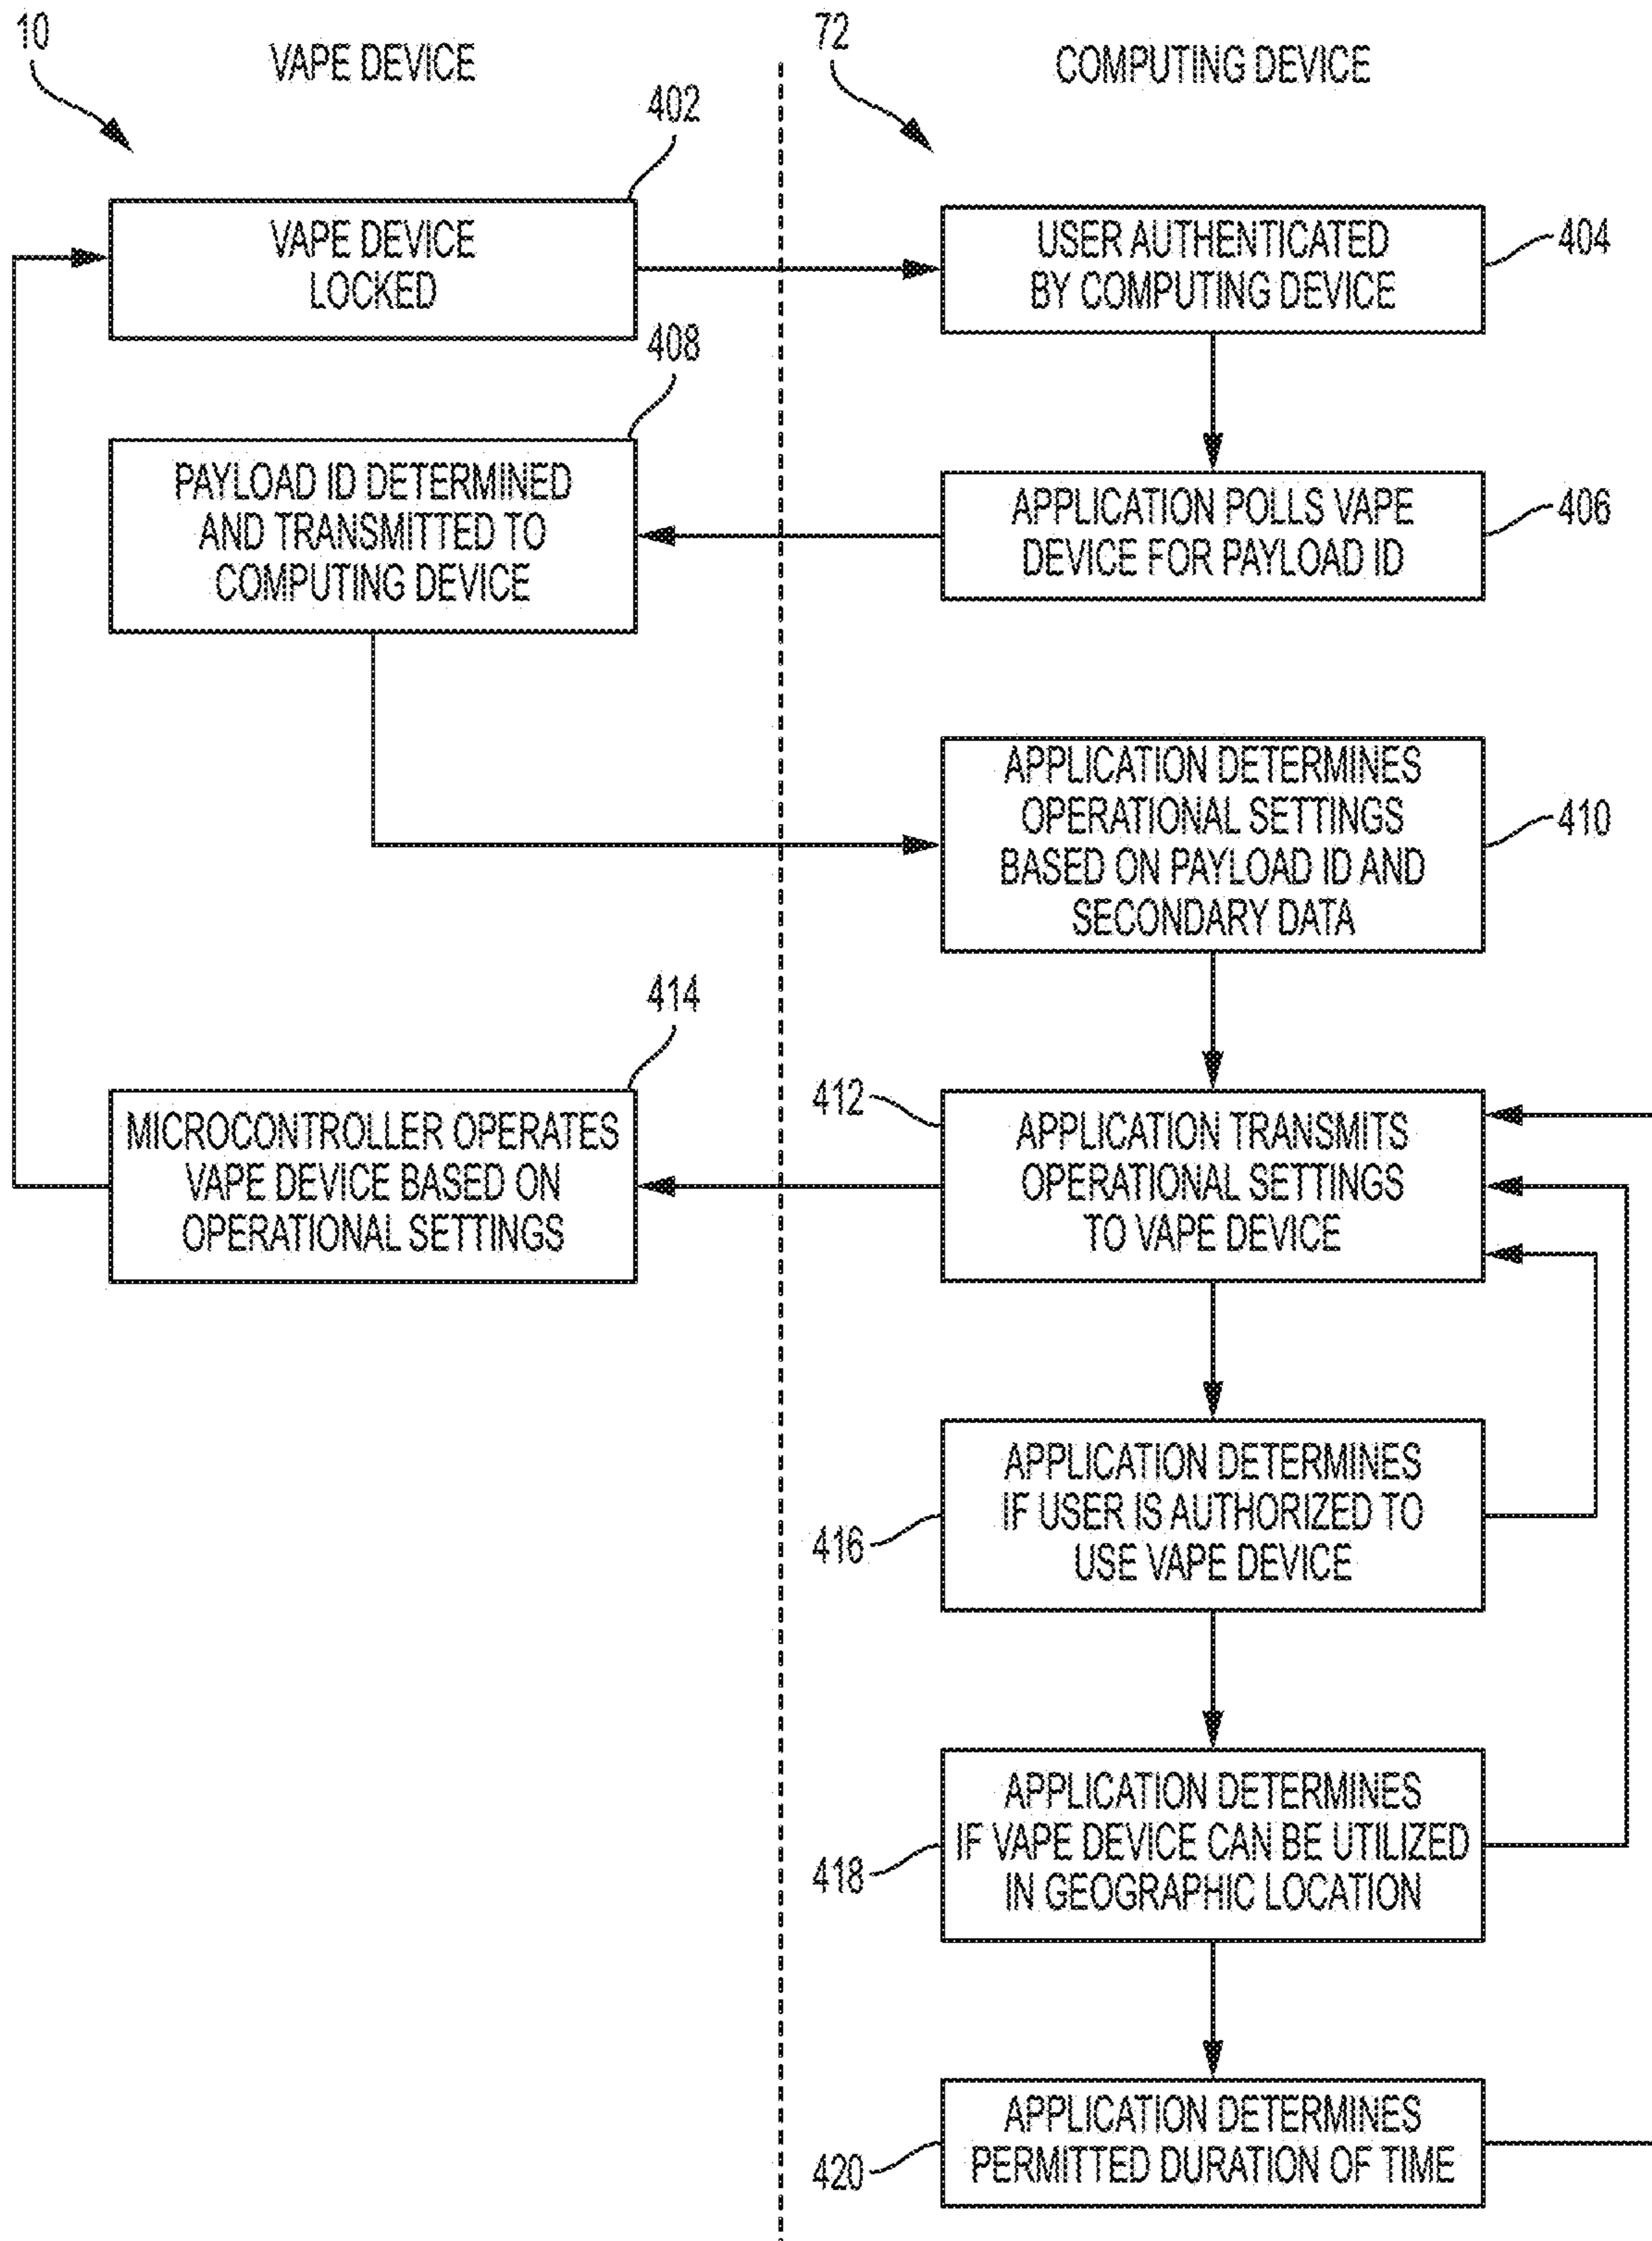 10
VAPE DEVICE
72
COMPUTING DEVICE
402
VAPE DEVICE
LOCKED
USER AUTHENTICATED
BY COMPUTING DEVICE
404
408
PAYLOAD ID DETERMINED
AND TRANSMITTED TO
COMPUTING DEVICE
APPLICATION POLLS VAPE
DEVICE FOR PAYLOAD ID
406
APPLICATION DETERMINES
OPERATIONAL SETTINGS
BASED ON PAYLOAD ID AND
SECONDARY DATA
410
414
MICROCONTROLLER OPERATES
VAPE DEVICE BASED ON
OPERATIONAL SETTINGS
412
APPLICATION TRANSMITS
OPERATIONAL SETTINGS
TO VAPE DEVICE
416
APPLICATION DETERMINES
IF USER IS AUTHORIZED TO
USE VAPE DEVICE
418
APPLICATION DETERMINES
IF VAPE DEVICE CAN BE UTILIZED
IN GEOGRAPHIC LOCATION
420
APPLICATION DETERMINES
PERMITTED DURATION OF TIME